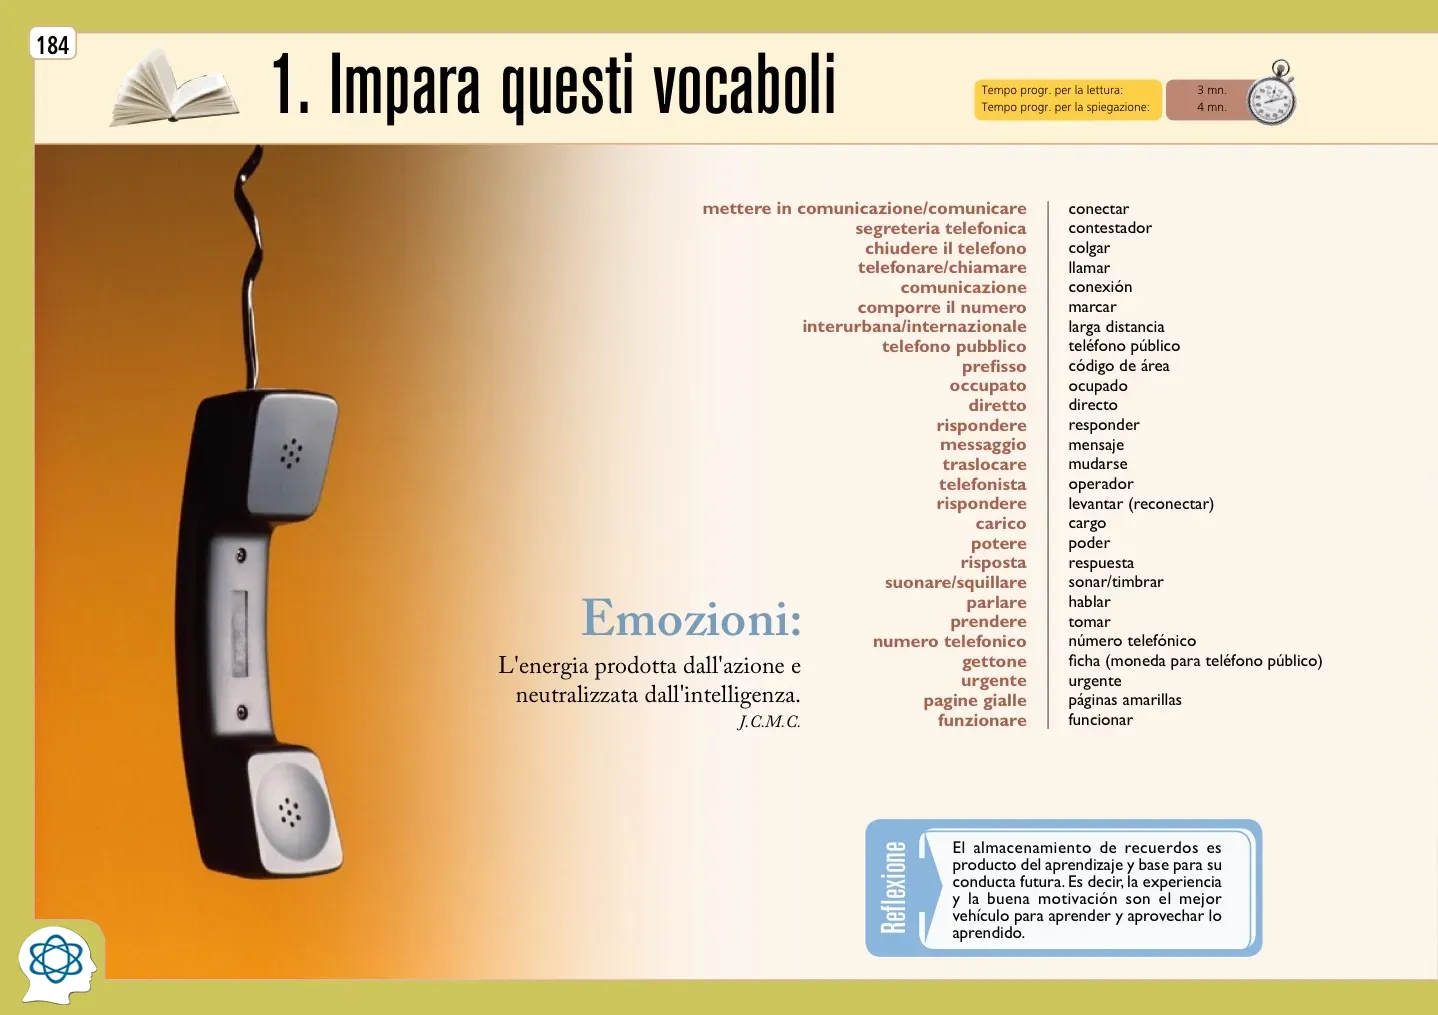 184
1. Impara questi vocaboli
Tempo progr. per la lettura: 3 mn.
Tempo progr. per la spiegazione: 4 mn.
mettere in comunicazione/comunicare conectar
segreteria telefonica contestador
chiudere il telefono colgar
telefonare/chiamare llamar
comunicazione conexión
comporre il numero marcar
interurbana/internazionale larga distancia
telefono pubblico teléfono público
prefisso código de área
occupato ocupado
diretto directo
rispondere responder
messaggio mensaje
traslocare mudarse
telefonista operador
rispondere levantar (reconectar)
carico cargo
potere poder
risposta respuesta
suonare/squillare sonar/timbrar
parlare hablar
prendere tomar
numero telefonico número telefónico
gettone ficha (moneda para teléfono público)
urgente urgente
pagine gialle páginas amarillas
funzionare funcionar
Emozioni:
L'energia prodotta dall'azione e
neutralizzata dall'intelligenza.
J.C.M.C.
Reflexione
El almacenamiento de recuerdos es
producto del aprendizaje y base para su
conducta futura. Es decir, la experiencia
y la buena motivación son el mejor
vehículo para aprender y aprovechar lo
aprendido.